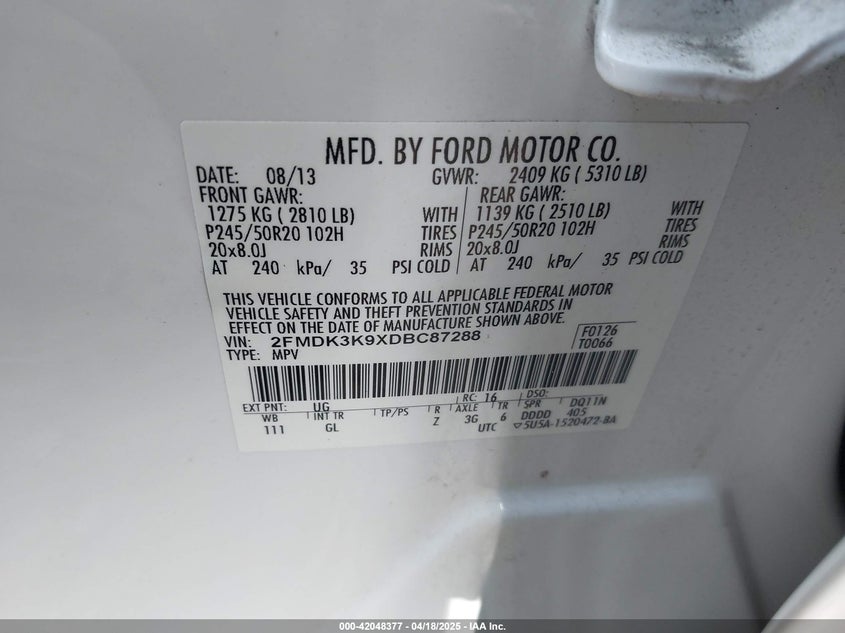 MFD. BY FORD MOTOR CO.
DATE: 08/13 GVWR: 2409 KG ( 5310 LB)
FRONT GAWR: REAR GAWR:
1275 KG ( 2810 LB) WITH 1139 KG ( 2510 LB) WITH
P245/50R20 102H TIRES P245/50R20 102H TIRES
20x8.0J RIMS 20x8.0J RIMS
AT 240 kPa/ 35 PSI COLD AT 240 kPa/ 35 PSI COLD
THIS VEHICLE CONFORMS TO ALL APPLICABLE FEDERAL MOTOR
VEHICLE SAFETY AND THEFT PREVENTION STANDARDS IN
EFFECT ON THE DATE OF MANUFACTURE SHOWN ABOVE.
VIN: 2FMDK3K9XDBC87288 F0126
TYPE: MPV T0066
EXT PNT: UG RC: 16 DSO:
WB INT TR TP/PS R AXLE TR SPR DQ11N
111 GL Z 3G 6 DDDD 405
UTC ▽5U5A-1520472-BA
000-42048377 - 04/18/2025 - IAA, Inc.